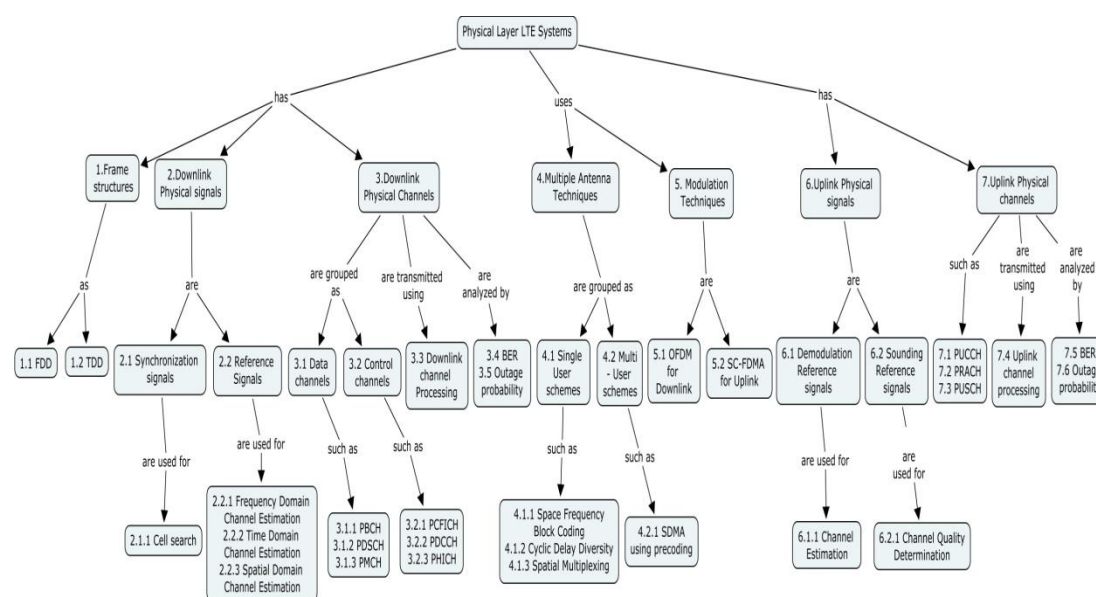 Physical Layer LTE Systems
has
uses
has
1.Frame
structures
2.Downlink
Physical signals
3.Downlink
Physical Channels
4.Multiple Antenna
Techniques
5. Modulation
Techniques
6.Uplink Physical
signals
7.Uplink Physical
channels
as
are
are grouped
as
are transmitted
using
are
analyzed by
are grouped as
are
are
such as
are
transmitted
using
are
analyzed
by
1.1 FDD
1.2 TDD
2.1 Synchronization
signals
2.2 Reference
Signals
3.1 Data
channels
3.2 Control
channels
3.3 Downlink
channel
Processing
3.4 BER
3.5 Outage
probability
4.1 Single
User
schemes
4.2 Multi
- User
schemes
5.1 OFDM
for
Downlink
5.2 SC-FDMA
for Uplink
6.1 Demodulation
Reference
signals
6.2 Sounding
Reference
signals
7.1 PUCCH
7.2 PRACH
7.3 PUSCH
7.4 Uplink
channel
processing
7.5 BER
7.6 Outage
probability
are used for
are used for
such as
such as
such as
such as
are used for
are
used for
2.1.1 Cell search
2.2.1 Frequency Domain
Channel Estimation
2.2.2 Time Domain
Channel Estimation
2.2.3 Spatial Domain
Channel Estimation
3.1.1 PBCH
3.1.2 PDSCH
3.1.3 PMCH
3.2.1 PCFICH
3.2.2 PDCCH
3.2.3 PHICH
4.1.1 Space Frequency
Block Coding
4.1.2 Cyclic Delay Diversity
4.1.3 Spatial Multiplexing
4.2.1 SDMA
using precoding
6.1.1 Channel
Estimation
6.2.1 Channel Quality
Determination